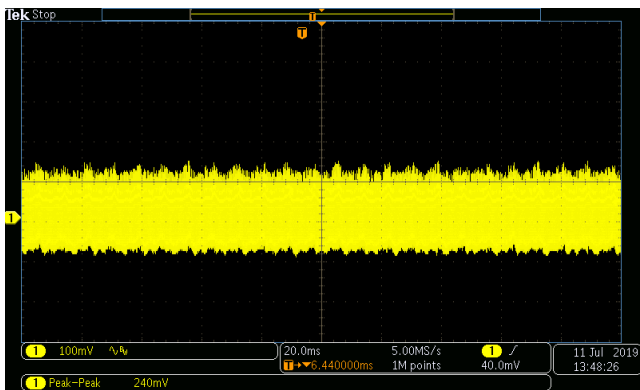 Tek Stop
T
T
1
1 100mV ∿ BW
20.0ms 5.00MS/s 1 ∫
T→▼6.440000ms 1M points 40.0mV
11 Jul 2019
13:48:26
1 Peak-Peak 240mV